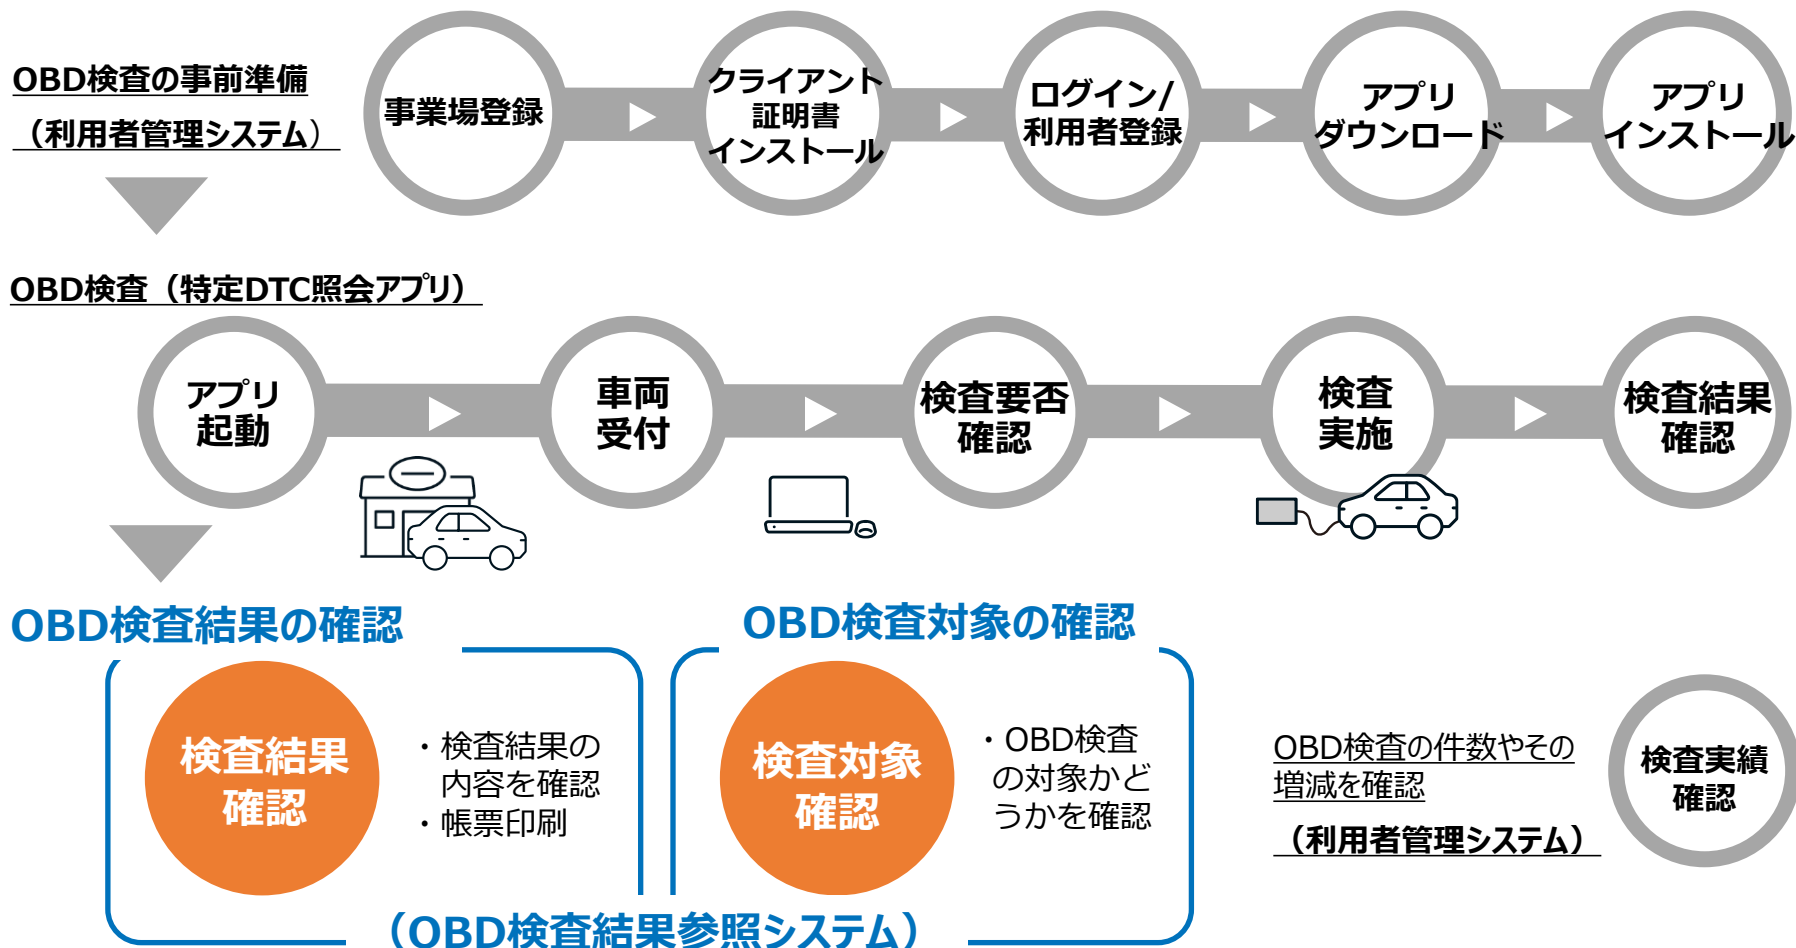 OBD検査の事前準備
（利用者管理システム）
事業場登録
クライアント
証明書
インストール
ログイン/
利用者登録
アプリ
ダウンロード
アプリ
インストール
OBD検査（特定DTC照会アプリ）
アプリ
起動
車両
受付
検査要否
確認
検査
実施
検査結果
確認
OBD検査結果の確認
検査結果
確認
・検査結果の
内容を確認
・帳票印刷
OBD検査対象の確認
検査対象
確認
・OBD検査
の対象かど
うかを確認
（OBD検査結果参照システム）
OBD検査の件数やその
増減を確認
（利用者管理システム）
検査実績
確認